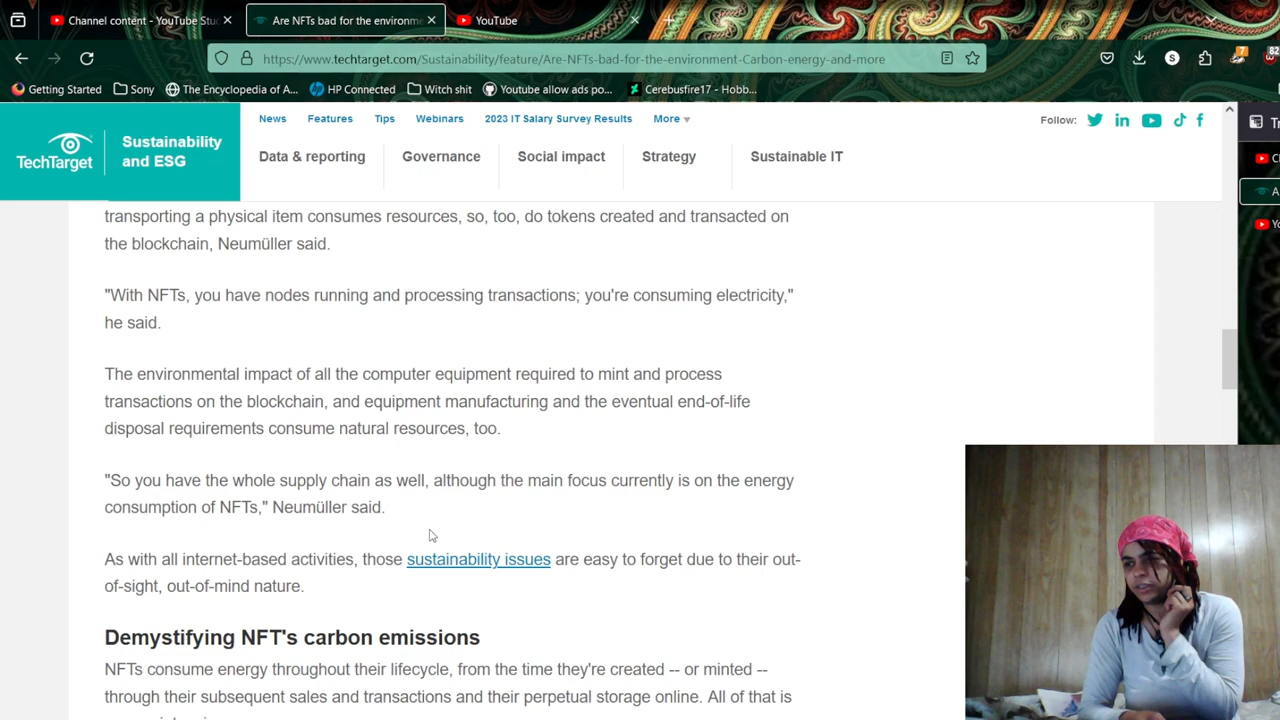 Channel content - YouTube Stu
Are NFTs bad for the environme
YouTube
https://www.techtarget.com/Sustainability/feature/Are-NFTs-bad-for-the-environment-Carbon-energy-and-more
S
7
82
Getting Started
Sony
The Encyclopedia of A...
HP Connected
Witch shit
Youtube allow ads po...
Cerebusfire17 - Hobb...
TechTarget
Sustainability
and ESG
News
Features
Tips
Webinars
2023 IT Salary Survey Results
More
Follow:
Data & reporting
Governance
Social impact
Strategy
Sustainable IT
transporting a physical item consumes resources, so, too, do tokens created and transacted on
the blockchain, Neumüller said.
"With NFTs, you have nodes running and processing transactions; you're consuming electricity,"
he said.
The environmental impact of all the computer equipment required to mint and process
transactions on the blockchain, and equipment manufacturing and the eventual end-of-life
disposal requirements consume natural resources, too.
"So you have the whole supply chain as well, although the main focus currently is on the energy
consumption of NFTs," Neumüller said.
As with all internet-based activities, those sustainability issues are easy to forget due to their out-
of-sight, out-of-mind nature.
Demystifying NFT's carbon emissions
NFTs consume energy throughout their lifecycle, from the time they're created -- or minted --
through their subsequent sales and transactions and their perpetual storage online. All of that is